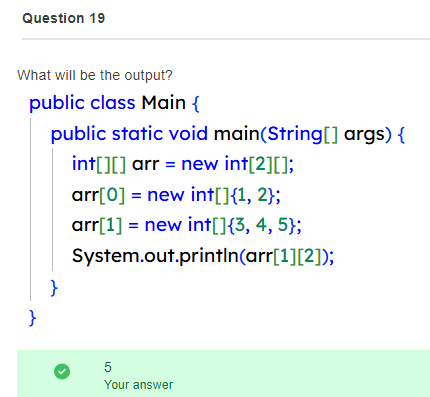 Question 19
What will be the output?
public class Main {
public static void main(String[] args) {
int[][] arr = new int[2][];
arr[0] = new int[]{1, 2};
arr[1] = new int[]{3, 4, 5};
System.out.println(arr[1][2]);
}
}
5
Your answer